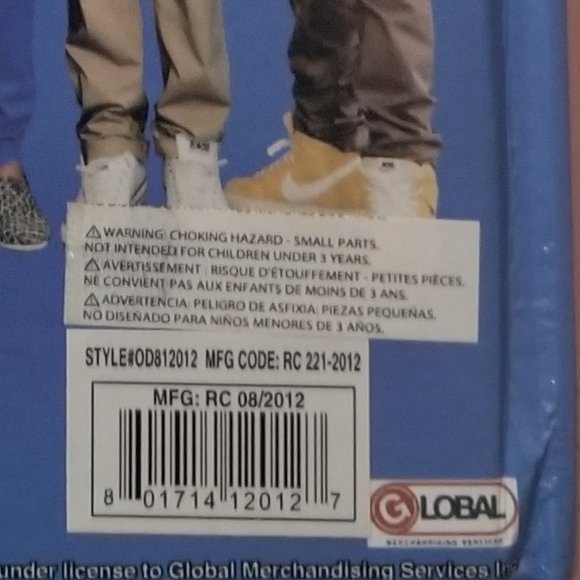 ⚠ WARNING: CHOKING HAZARD - SMALL PARTS.
NOT INTENDED FOR CHILDREN UNDER 3 YEARS.
⚠ AVERTISSEMENT : RISQUE D'ÉTOUFFEMENT - PETITES PIÈCES.
NE CONVIENT PAS AUX ENFANTS DE MOINS DE 3 ANS.
⚠ ADVERTENCIA: PELIGRO DE ASFIXIA: PIEZAS PEQUEÑAS.
NO DISEÑADO PARA NIÑOS MENORES DE 3 AÑOS.
STYLE#OD812012 MFG CODE: RC 221-2012
MFG: RC 08/2012
8 01714 12012 7
GLOBAL
MERCHANDISING SERVICES
under license to Global Merchandising Services